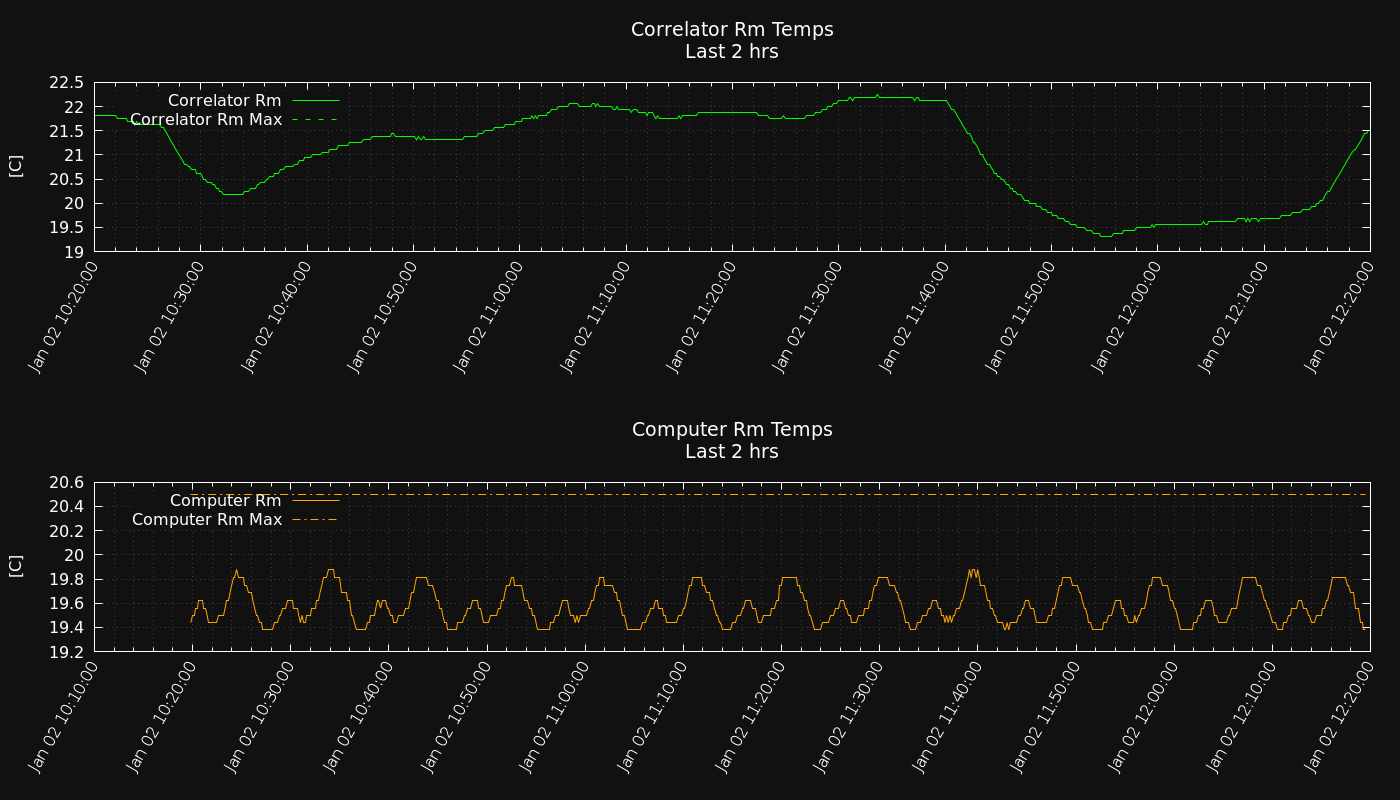 Correlator Rm Temps
Last 2 hrs
22.5
22
21.5
21
20.5
20
19.5
19
[C]
Correlator Rm
Correlator Rm Max
Jan 02 10:20:00
Jan 02 10:30:00
Jan 02 10:40:00
Jan 02 10:50:00
Jan 02 11:00:00
Jan 02 11:10:00
Jan 02 11:20:00
Jan 02 11:30:00
Jan 02 11:40:00
Jan 02 11:50:00
Jan 02 12:00:00
Jan 02 12:10:00
Jan 02 12:20:00
Computer Rm Temps
Last 2 hrs
20.6
20.4
20.2
20
19.8
19.6
19.4
19.2
[C]
Computer Rm
Computer Rm Max
Jan 02 10:10:00
Jan 02 10:20:00
Jan 02 10:30:00
Jan 02 10:40:00
Jan 02 10:50:00
Jan 02 11:00:00
Jan 02 11:10:00
Jan 02 11:20:00
Jan 02 11:30:00
Jan 02 11:40:00
Jan 02 11:50:00
Jan 02 12:00:00
Jan 02 12:10:00
Jan 02 12:20:00